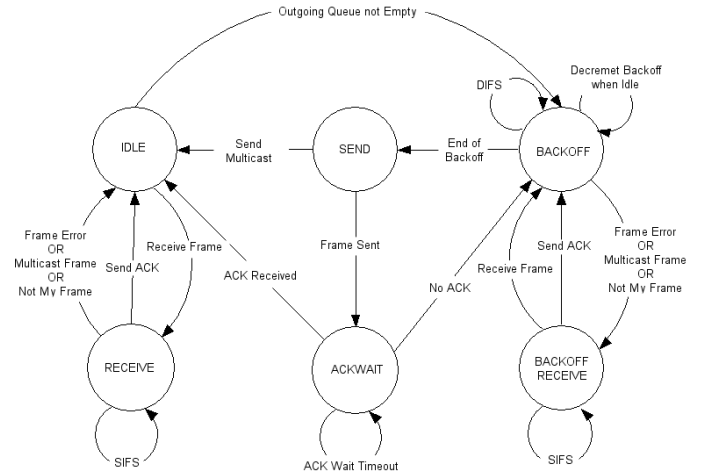 Outgoing Queue not Empty
DIFS
Decremet Backoff
when Idle
IDLE
Send
Multicast
SEND
End of
Backoff
BACKOFF
Frame Error
OR
Multicast Frame
OR
Not My Frame
Receive Frame
Send ACK
Frame Sent
ACK Received
No ACK
Receive Frame
Send ACK
Frame Error
OR
Multicast Frame
OR
Not My Frame
RECEIVE
ACKWAIT
BACKOFF
RECEIVE
SIFS
ACK Wait Timeout
SIFS